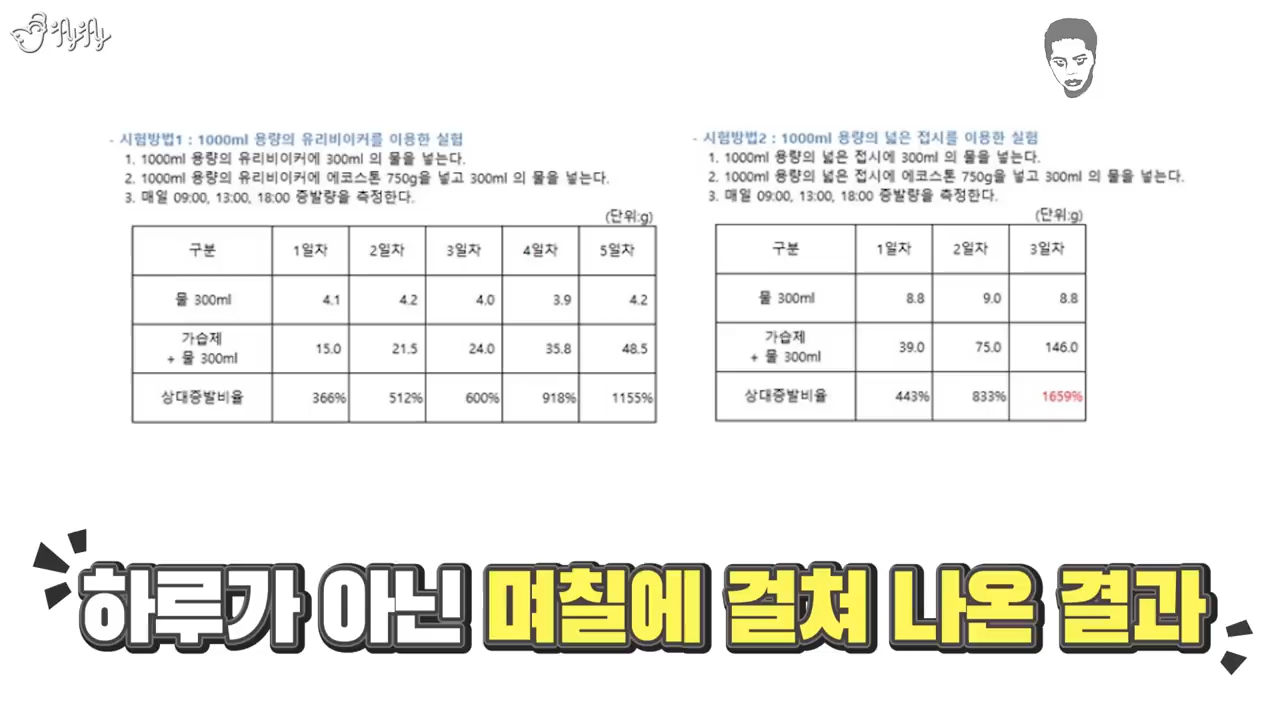 - 시험방법1 : 1000ml 용량의 유리비이커를 이용한 실험
1. 1000ml 용량의 유리비이커에 300ml 의 물을 넣는다.
2. 1000ml 용량의 유리비이커에 에코스톤 750g을 넣고 300ml 의 물을 넣는다.
3. 매일 09:00, 13:00, 18:00 증발량을 측정한다.
(단위:g)
구분 1일차 2일차 3일차 4일차 5일차
물 300ml 4.1 4.2 4.0 3.9 4.2
가습제
+ 물 300ml 15.0 21.5 24.0 35.8 48.5
상대증발비율 366% 512% 600% 918% 1155%
- 시험방법2 : 1000ml 용량의 넓은 접시를 이용한 실험
1. 1000ml 용량의 넓은 접시에 300ml 의 물을 넣는다.
2. 1000ml 용량의 넓은 접시에 에코스톤 750g을 넣고 300ml 의 물을 넣는다.
3. 매일 09:00, 13:00, 18:00 증발량을 측정한다.
(단위:g)
구분 1일차 2일차 3일차
물 300ml 8.8 9.0 8.8
가습제
+ 물 300ml 39.0 75.0 146.0
상대증발비율 443% 833% 1659%
하루가 아닌 며칠에 걸쳐 나온 결과